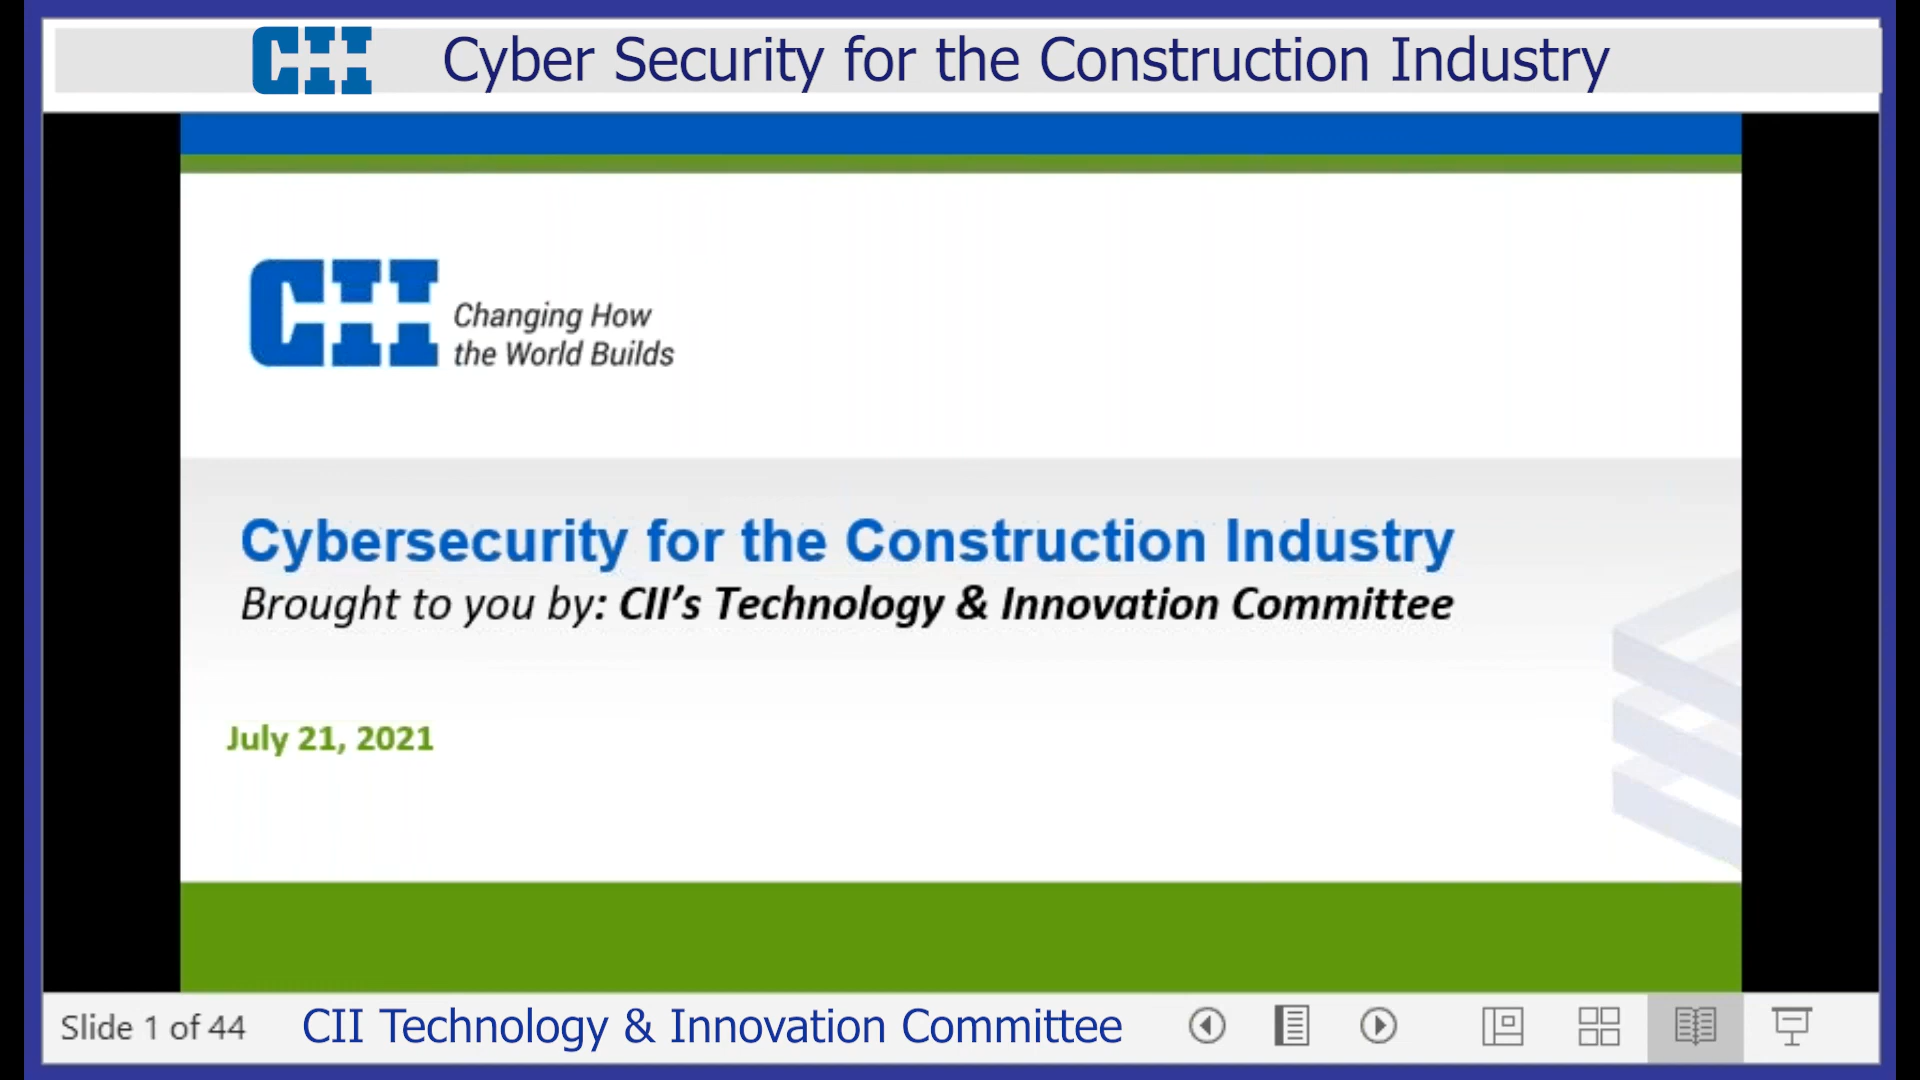 CII Cyber Security for the Construction Industry
CII Changing How
the World Builds
Cybersecurity for the Construction Industry
Brought to you by: CII's Technology & Innovation Committee
July 21, 2021
Slide 1 of 44 CII Technology & Innovation Committee